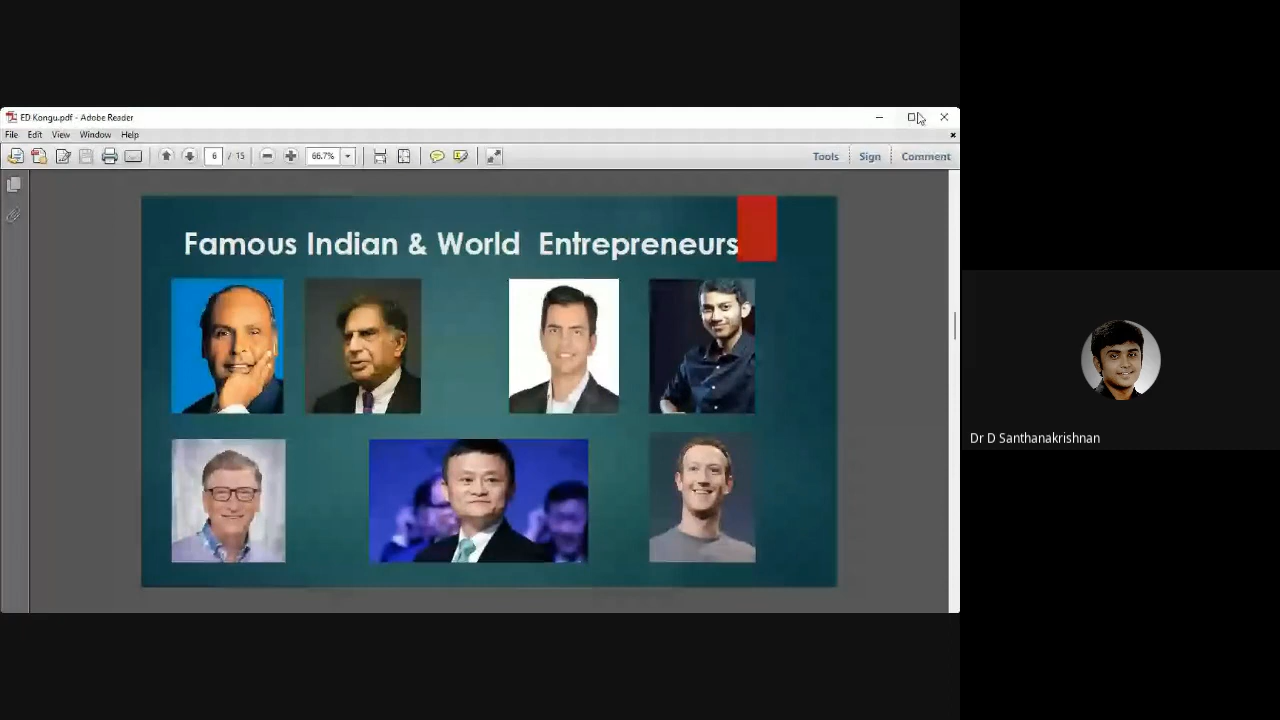 ED Kongu.pdf - Adobe Reader
File Edit View Window Help
6 / 15 66.7% Tools Sign Comment
Famous Indian & World Entrepreneurs
Dr D Santhanakrishnan